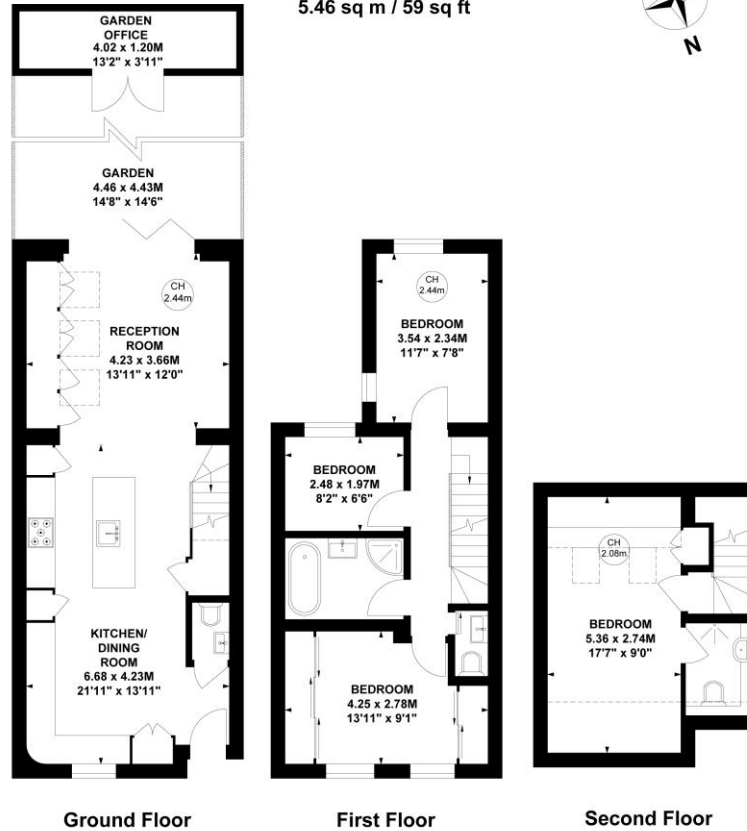 5.46 sq m / 59 sq ft
N
GARDEN
OFFICE
4.02 x 1.20M
13'2" x 3'11"
GARDEN
4.46 x 4.43M
14'8" x 14'6"
CH
2.44m
RECEPTION
ROOM
4.23 x 3.66M
13'11" x 12'0"
KITCHEN/
DINING
ROOM
6.68 x 4.23M
21'11" x 13'11"
Ground Floor
CH
2.44m
BEDROOM
3.54 x 2.34M
11'7" x 7'8"
BEDROOM
2.48 x 1.97M
8'2" x 6'6"
BEDROOM
4.25 x 2.78M
13'11" x 9'1"
First Floor
CH
2.08m
BEDROOM
5.36 x 2.74M
17'7" x 9'0"
Second Floor